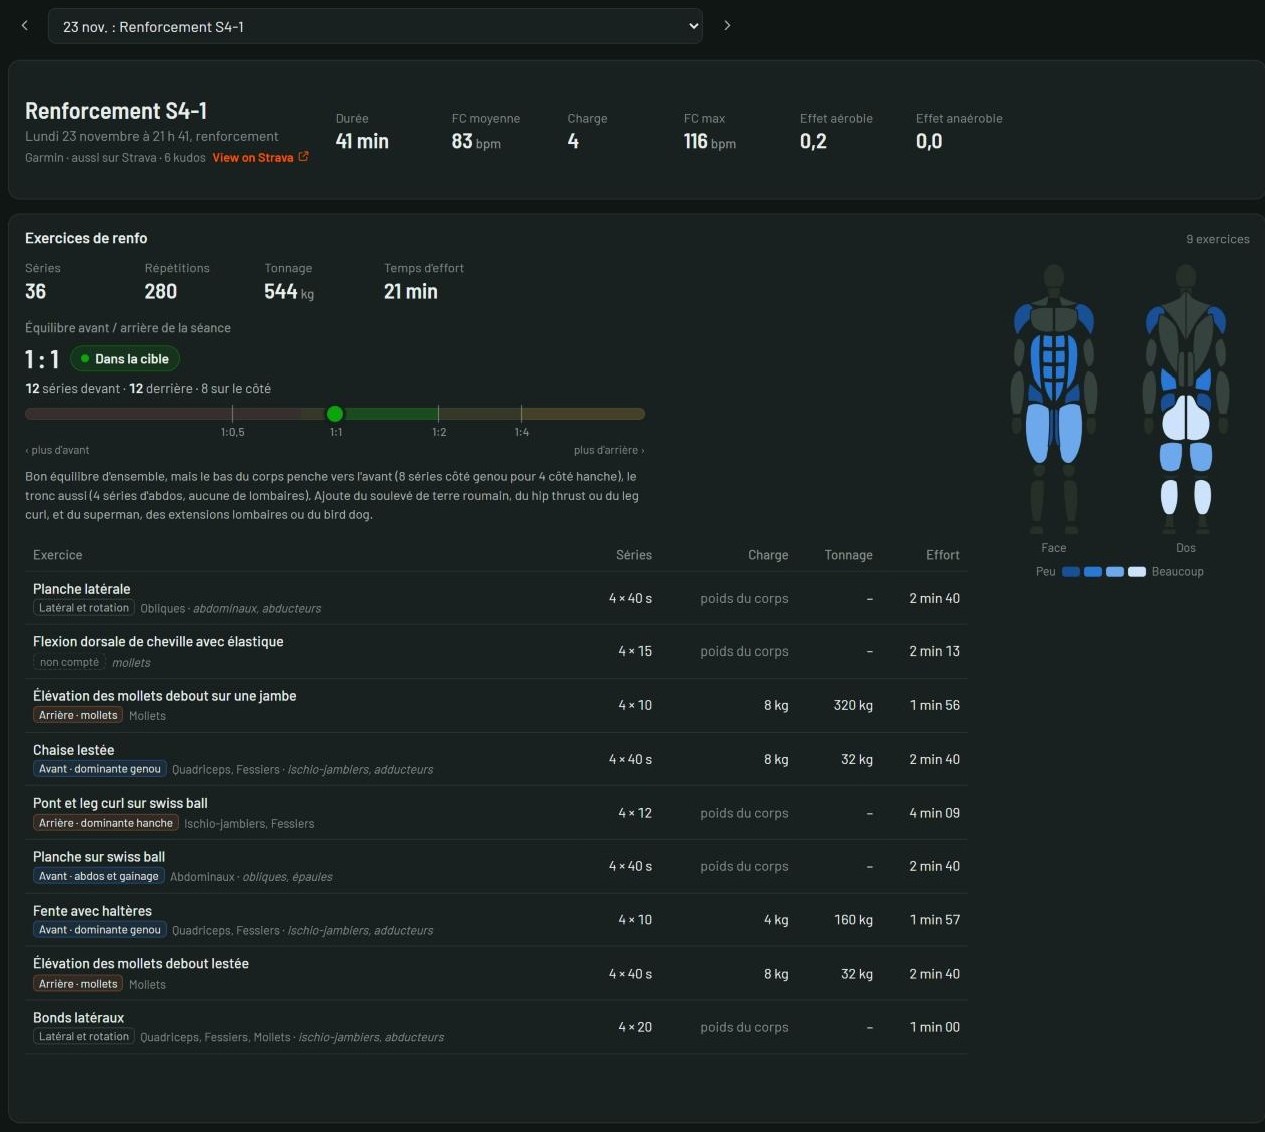 23 nov. : Renforcement S4-1
Renforcement S4-1
Lundi 23 novembre à 21 h 41, renforcement
Garmin · aussi sur Strava · 6 kudos View on Strava
Durée
41 min
FC moyenne
83 bpm
Charge
4
FC max
116 bpm
Effet aérobie
0,2
Effet anaérobie
0,0
Exercices de renfo
9 exercices
Séries
36
Répétitions
280
Tonnage
544 kg
Temps d'effort
21 min
Équilibre avant / arrière de la séance
1 : 1 Dans la cible
12 séries devant · 12 derrière · 8 sur le côté
1:0,5 1:1 1:2 1:4
‹ plus d'avant plus d'arrière ›
Bon équilibre d'ensemble, mais le bas du corps penche vers l'avant (8 séries côté genou pour 4 côté hanche), le
tronc aussi (4 séries d'abdos, aucune de lombaires). Ajoute du soulevé de terre roumain, du hip thrust ou du leg
curl, et du superman, des extensions lombaires ou du bird dog.
Face Dos
Peu Beaucoup
Exercice Séries Charge Tonnage Effort
Planche latérale
Latéral et rotation Obliques · abdominaux, abducteurs
4 × 40 s poids du corps – 2 min 40
Flexion dorsale de cheville avec élastique
non compté mollets
4 × 15 poids du corps – 2 min 13
Élévation des mollets debout sur une jambe
Arrière · mollets Mollets
4 × 10 8 kg 320 kg 1 min 56
Chaise lestée
Avant · dominante genou Quadriceps, Fessiers · ischio-jambiers, adducteurs
4 × 40 s 8 kg 32 kg 2 min 40
Pont et leg curl sur swiss ball
Arrière · dominante hanche Ischio-jambiers, Fessiers
4 × 12 poids du corps – 4 min 09
Planche sur swiss ball
Avant · abdos et gainage Abdominaux · obliques, épaules
4 × 40 s poids du corps – 2 min 40
Fente avec haltères
Avant · dominante genou Quadriceps, Fessiers · ischio-jambiers, adducteurs
4 × 10 4 kg 160 kg 1 min 57
Élévation des mollets debout lestée
Arrière · mollets Mollets
4 × 40 s 8 kg 32 kg 2 min 40
Bonds latéraux
Latéral et rotation Quadriceps, Fessiers, Mollets · ischio-jambiers, abducteurs
4 × 20 poids du corps – 1 min 00